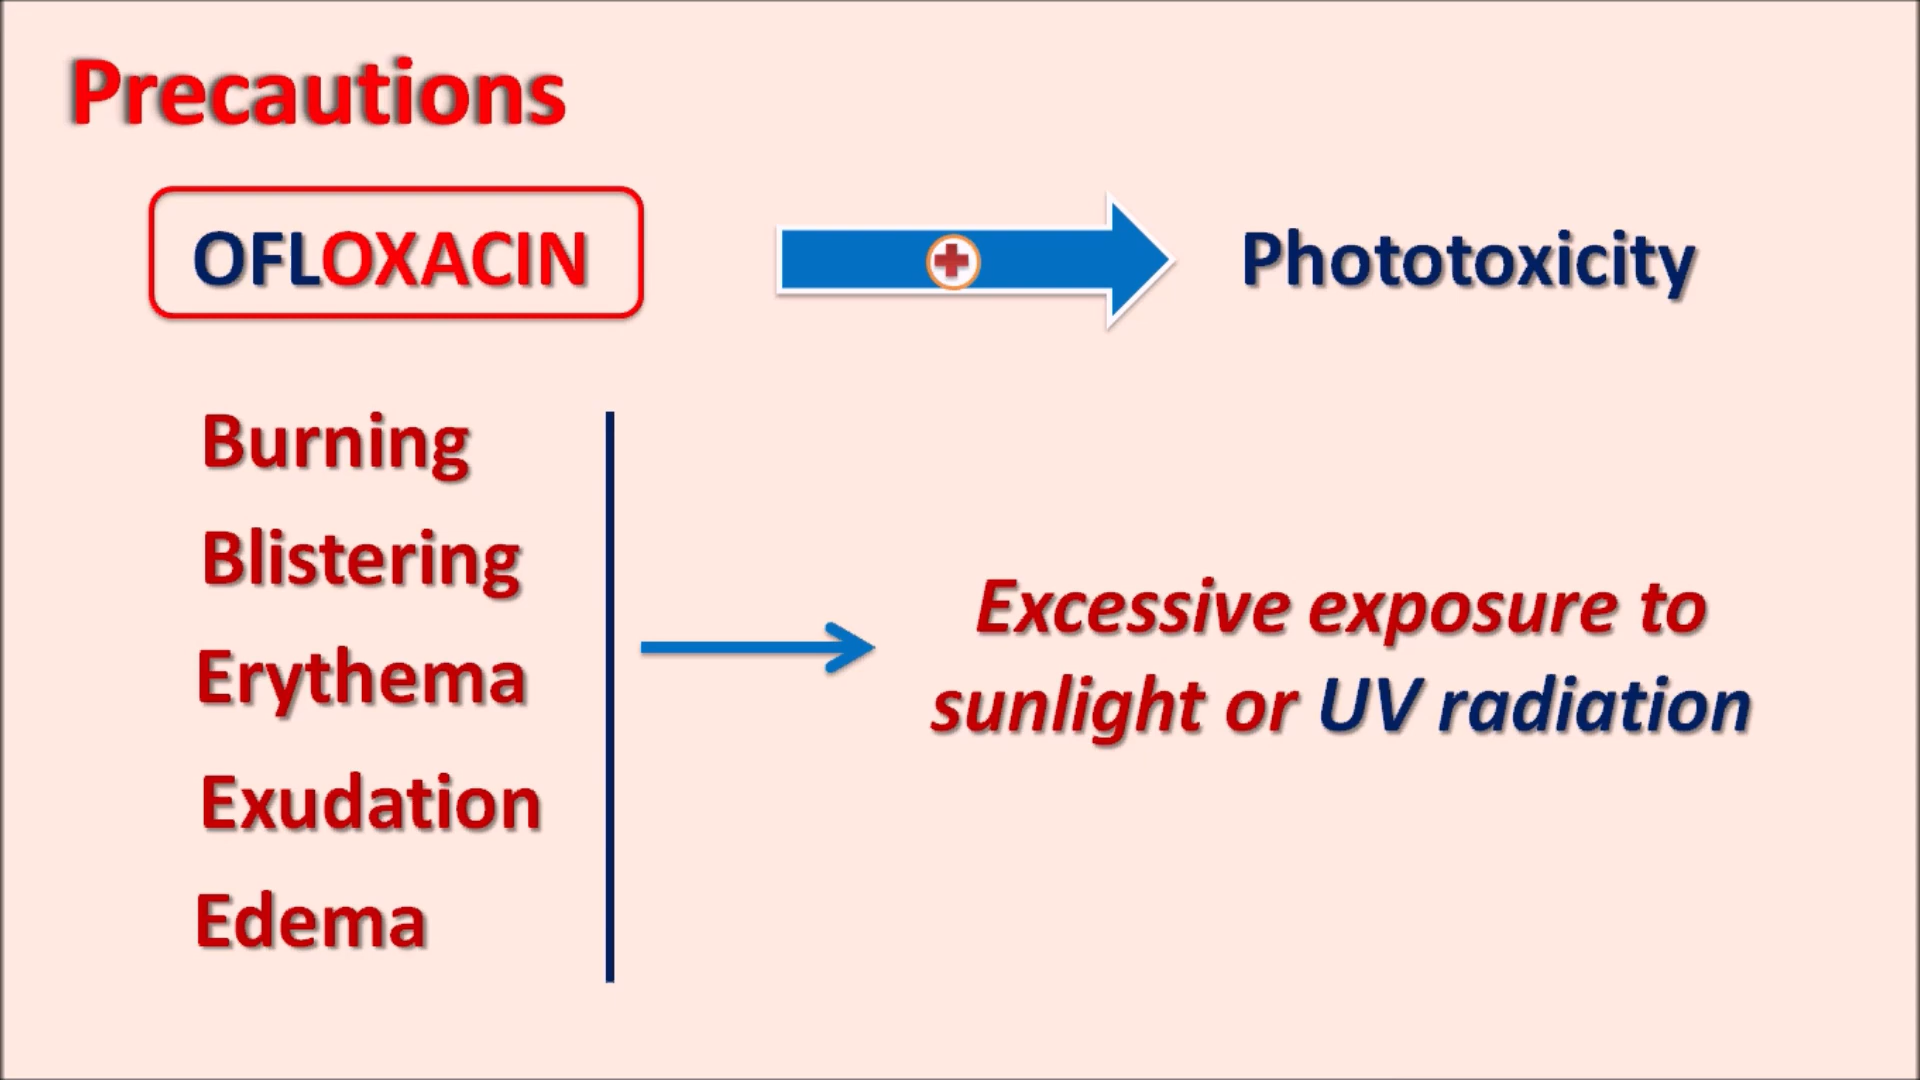 Precautions
OFLOXACIN
Phototoxicity
Burning
Blistering
Erythema
Exudation
Edema
Excessive exposure to
sunlight or UV radiation